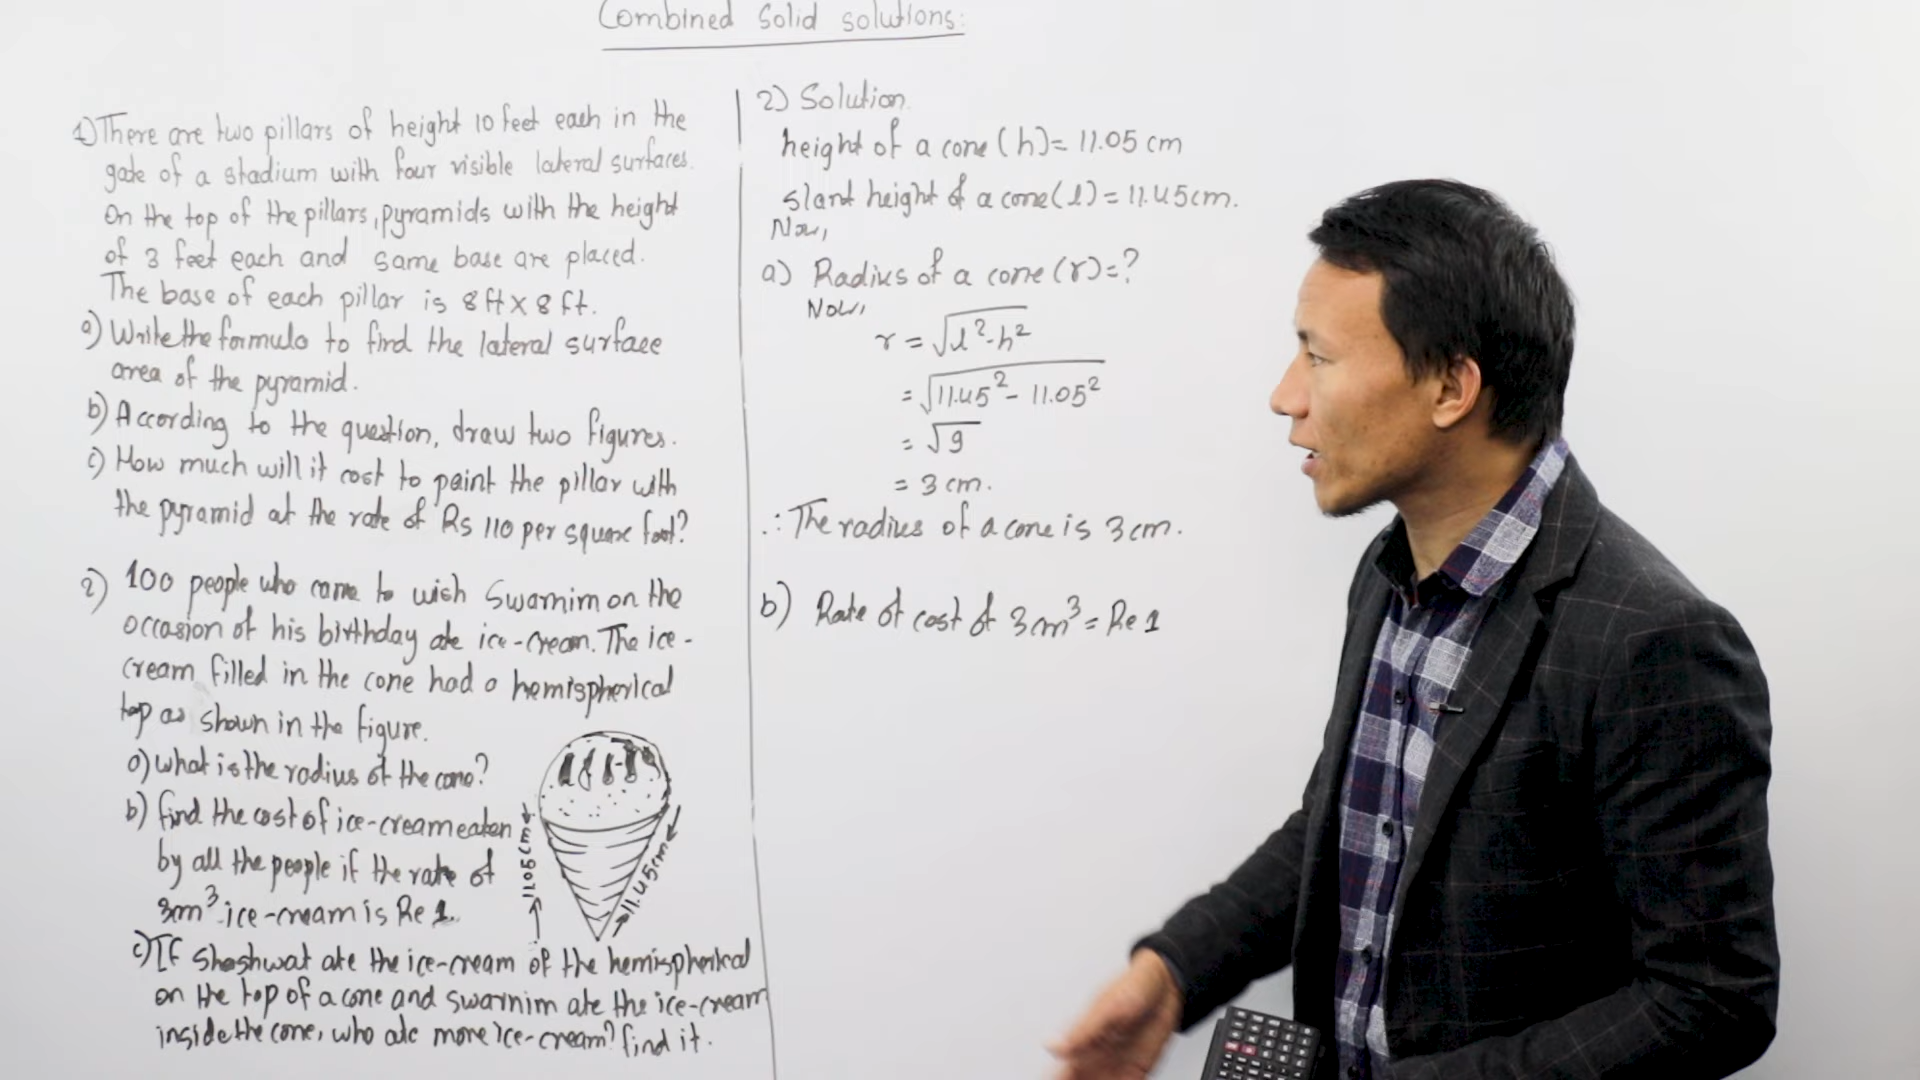 Combined Solid solutions:
1) There are two pillars of height 10 feet each in the
gate of a stadium with four visible lateral surfaces.
On the top of the pillars, pyramids with the height
of 3 feet each and same base are placed.
The base of each pillar is 8 ft x 8 ft.
a) Write the formula to find the lateral surface
area of the pyramid.
b) According to the question, draw two figures.
c) How much will it cost to paint the pillar with
the pyramid at the rate of Rs 110 per square foot?
2) 100 people who came to wish Swarnim on the
occasion of his birthday ate ice-cream. The ice-
cream filled in the cone had a hemispherical
top as shown in the figure.
a) What is the radius of the cone?
b) find the cost of ice-cream eaten
by all the people if the rate of
3cm³ ice-cream is Re 1.
c) If Shashwat ate the ice-cream of the hemispherical
on the top of a cone and swarnim ate the ice-cream
inside the cone, who ate more ice-cream? find it.
11.05 cm
11.45cm
2) Solution.
height of a cone (h) = 11.05 cm
slant height of a cone (l) = 11.45cm.
Now,
a) Radius of a cone (r) = ?
Now,
r = √l² - h²
= √11.45² - 11.05²
= √9
= 3 cm.
∴ The radius of a cone is 3 cm.
b) Rate of cost of 3cm³ = Re 1